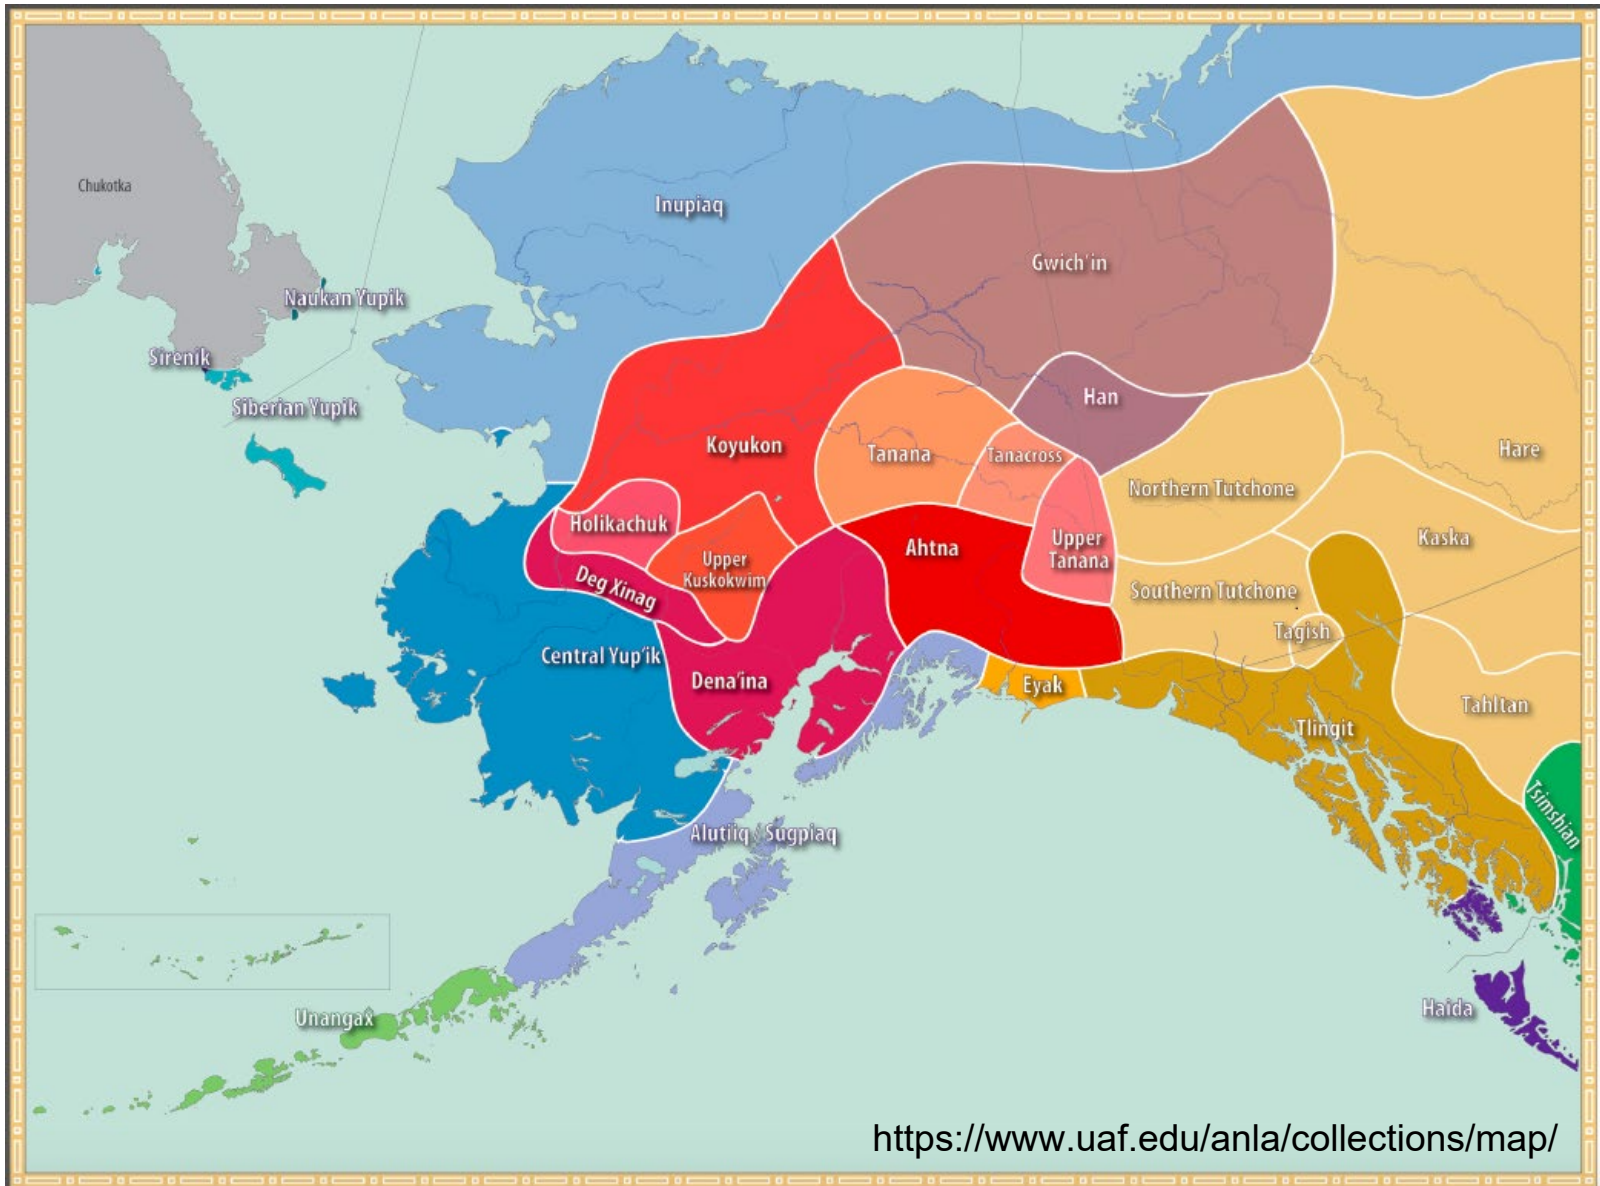 Chukotka
Inupiaq
Gwich'in
Naukan Yupik
Sirenik
Siberian Yupik
Han
Koyukon
Tanana
Tanacross
Hare
Northern Tutchone
Holikachuk
Kaska
Ahtna
Upper
Tanana
Upper
Kuskokwim
Deg Xinag
Southern Tutchone
Tagish
Central Yup'ik
Dena'ina
Eyak
Tahltan
Tlingit
Tsimshian
Alutiiq Sugpiaq
Haida
Unangax̂
https://www.uaf.edu/anla/collections/map/